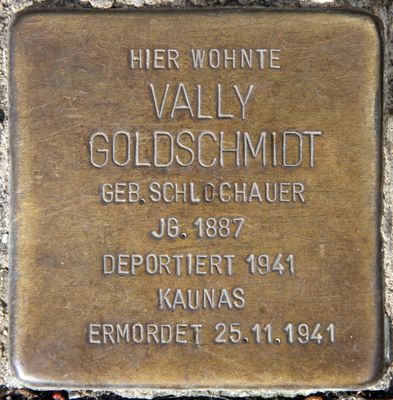 HIER WOHNTE
VALLY
GOLDSCHMIDT
GEB. SCHLOCHAUER
JG. 1887
DEPORTIERT 1941
KAUNAS
ERMORDET 25.11.1941